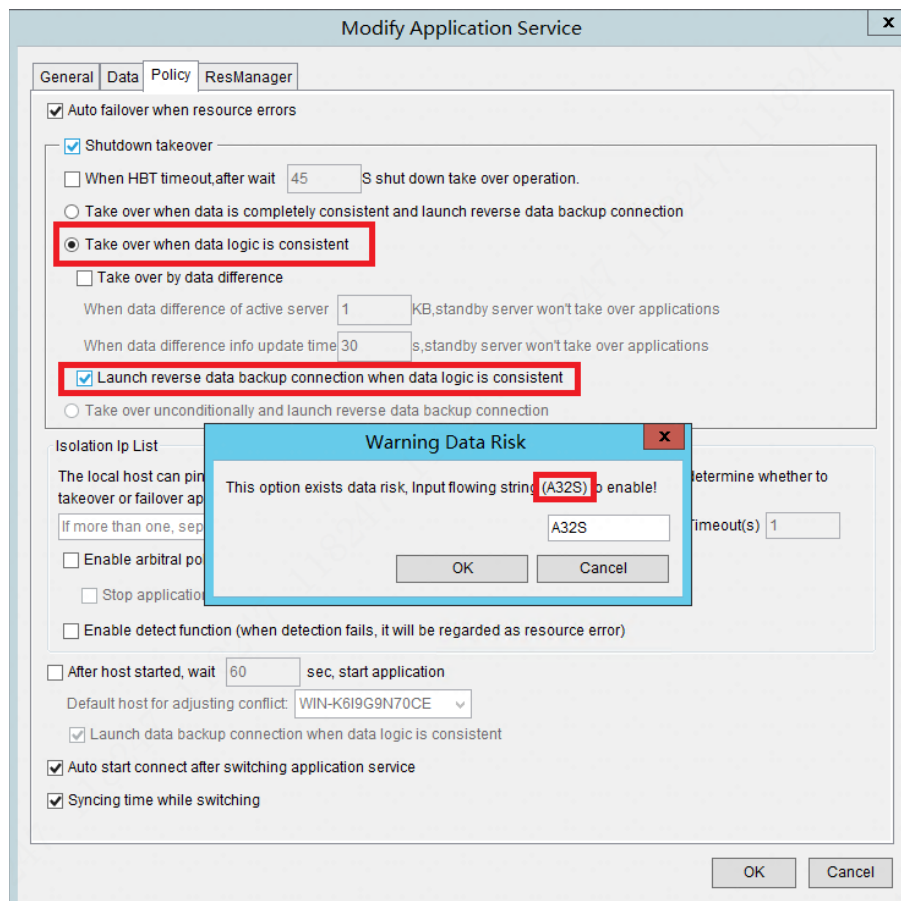 Modify Application Service
x
General Data Policy ResManager
Auto failover when resource errors
Shutdown takeover
When HBT timeout,after wait 45 S shut down take over operation.
Take over when data is completely consistent and launch reverse data backup connection
Take over when data logic is consistent
Take over by data difference
When data difference of active server 1 KB,standby server won't take over applications
When data difference info update time 30 s,standby server won't take over applications
Launch reverse data backup connection when data logic is consistent
Take over unconditionally and launch reverse data backup connection
Isolation Ip List
The local host can pin
determine whether to
takeover or failover ap
If more than one, sep
Timeout(s) 1
Enable arbitral po
Stop application
Warning Data Risk
x
This option exists data risk, Input flowing string (A32S) to enable!
A32S
OK Cancel
Enable detect function (when detection fails, it will be regarded as resource error)
After host started, wait 60 sec, start application
Default host for adjusting conflict: WIN-K6I9G9N70CE
Launch data backup connection when data logic is consistent
Auto start connect after switching application service
Syncing time while switching
OK Cancel